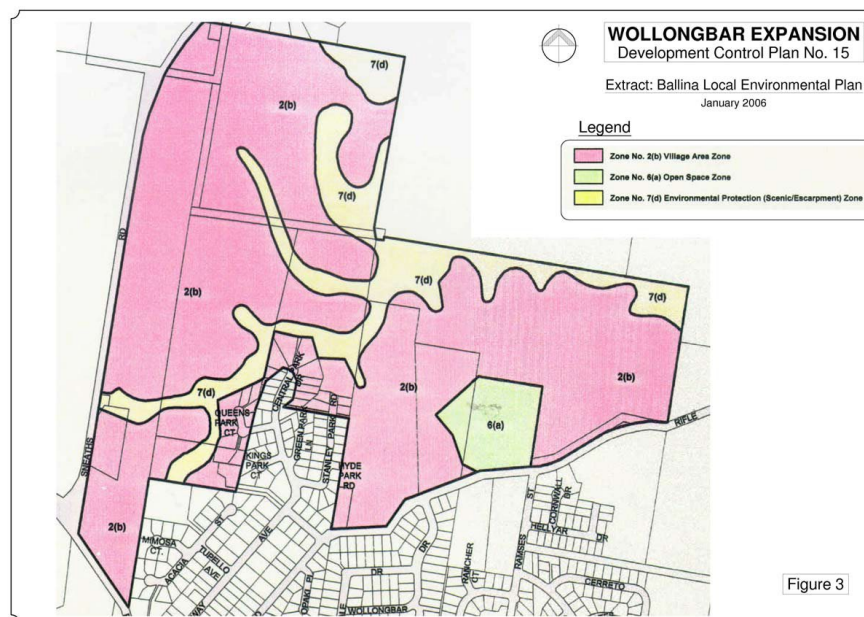 WOLLONGBAR EXPANSION
Development Control Plan No. 15
Extract: Ballina Local Environmental Plan
January 2006
Legend
Zone No. 2(b) Village Area Zone
Zone No. 6(a) Open Space Zone
Zone No. 7(d) Environmental Protection (Scenic/Escarpment) Zone
7(d)
2(b)
7(d)
RD
7(d)
7(d)
2(b)
2(b)
2(b)
7(d)
CENTRAL PARK
DR
QUEENS
PARK
CT
GREEN PARK
LN
STANLEY PARK RD
6(a)
RIFLE
KINGS
PARK
CT
HYDE
PARK
RD
SNEATHS
2(b)
MIMOSA
CT.
ACACIA
ST
TUPELLO
AVE
AVE
WAY
DR
DR
WOLLONGBAR
RANCHER
CT
RAMSES
ST
CORNWALL
HELLYAR
DR
CERRETO
Figure 3